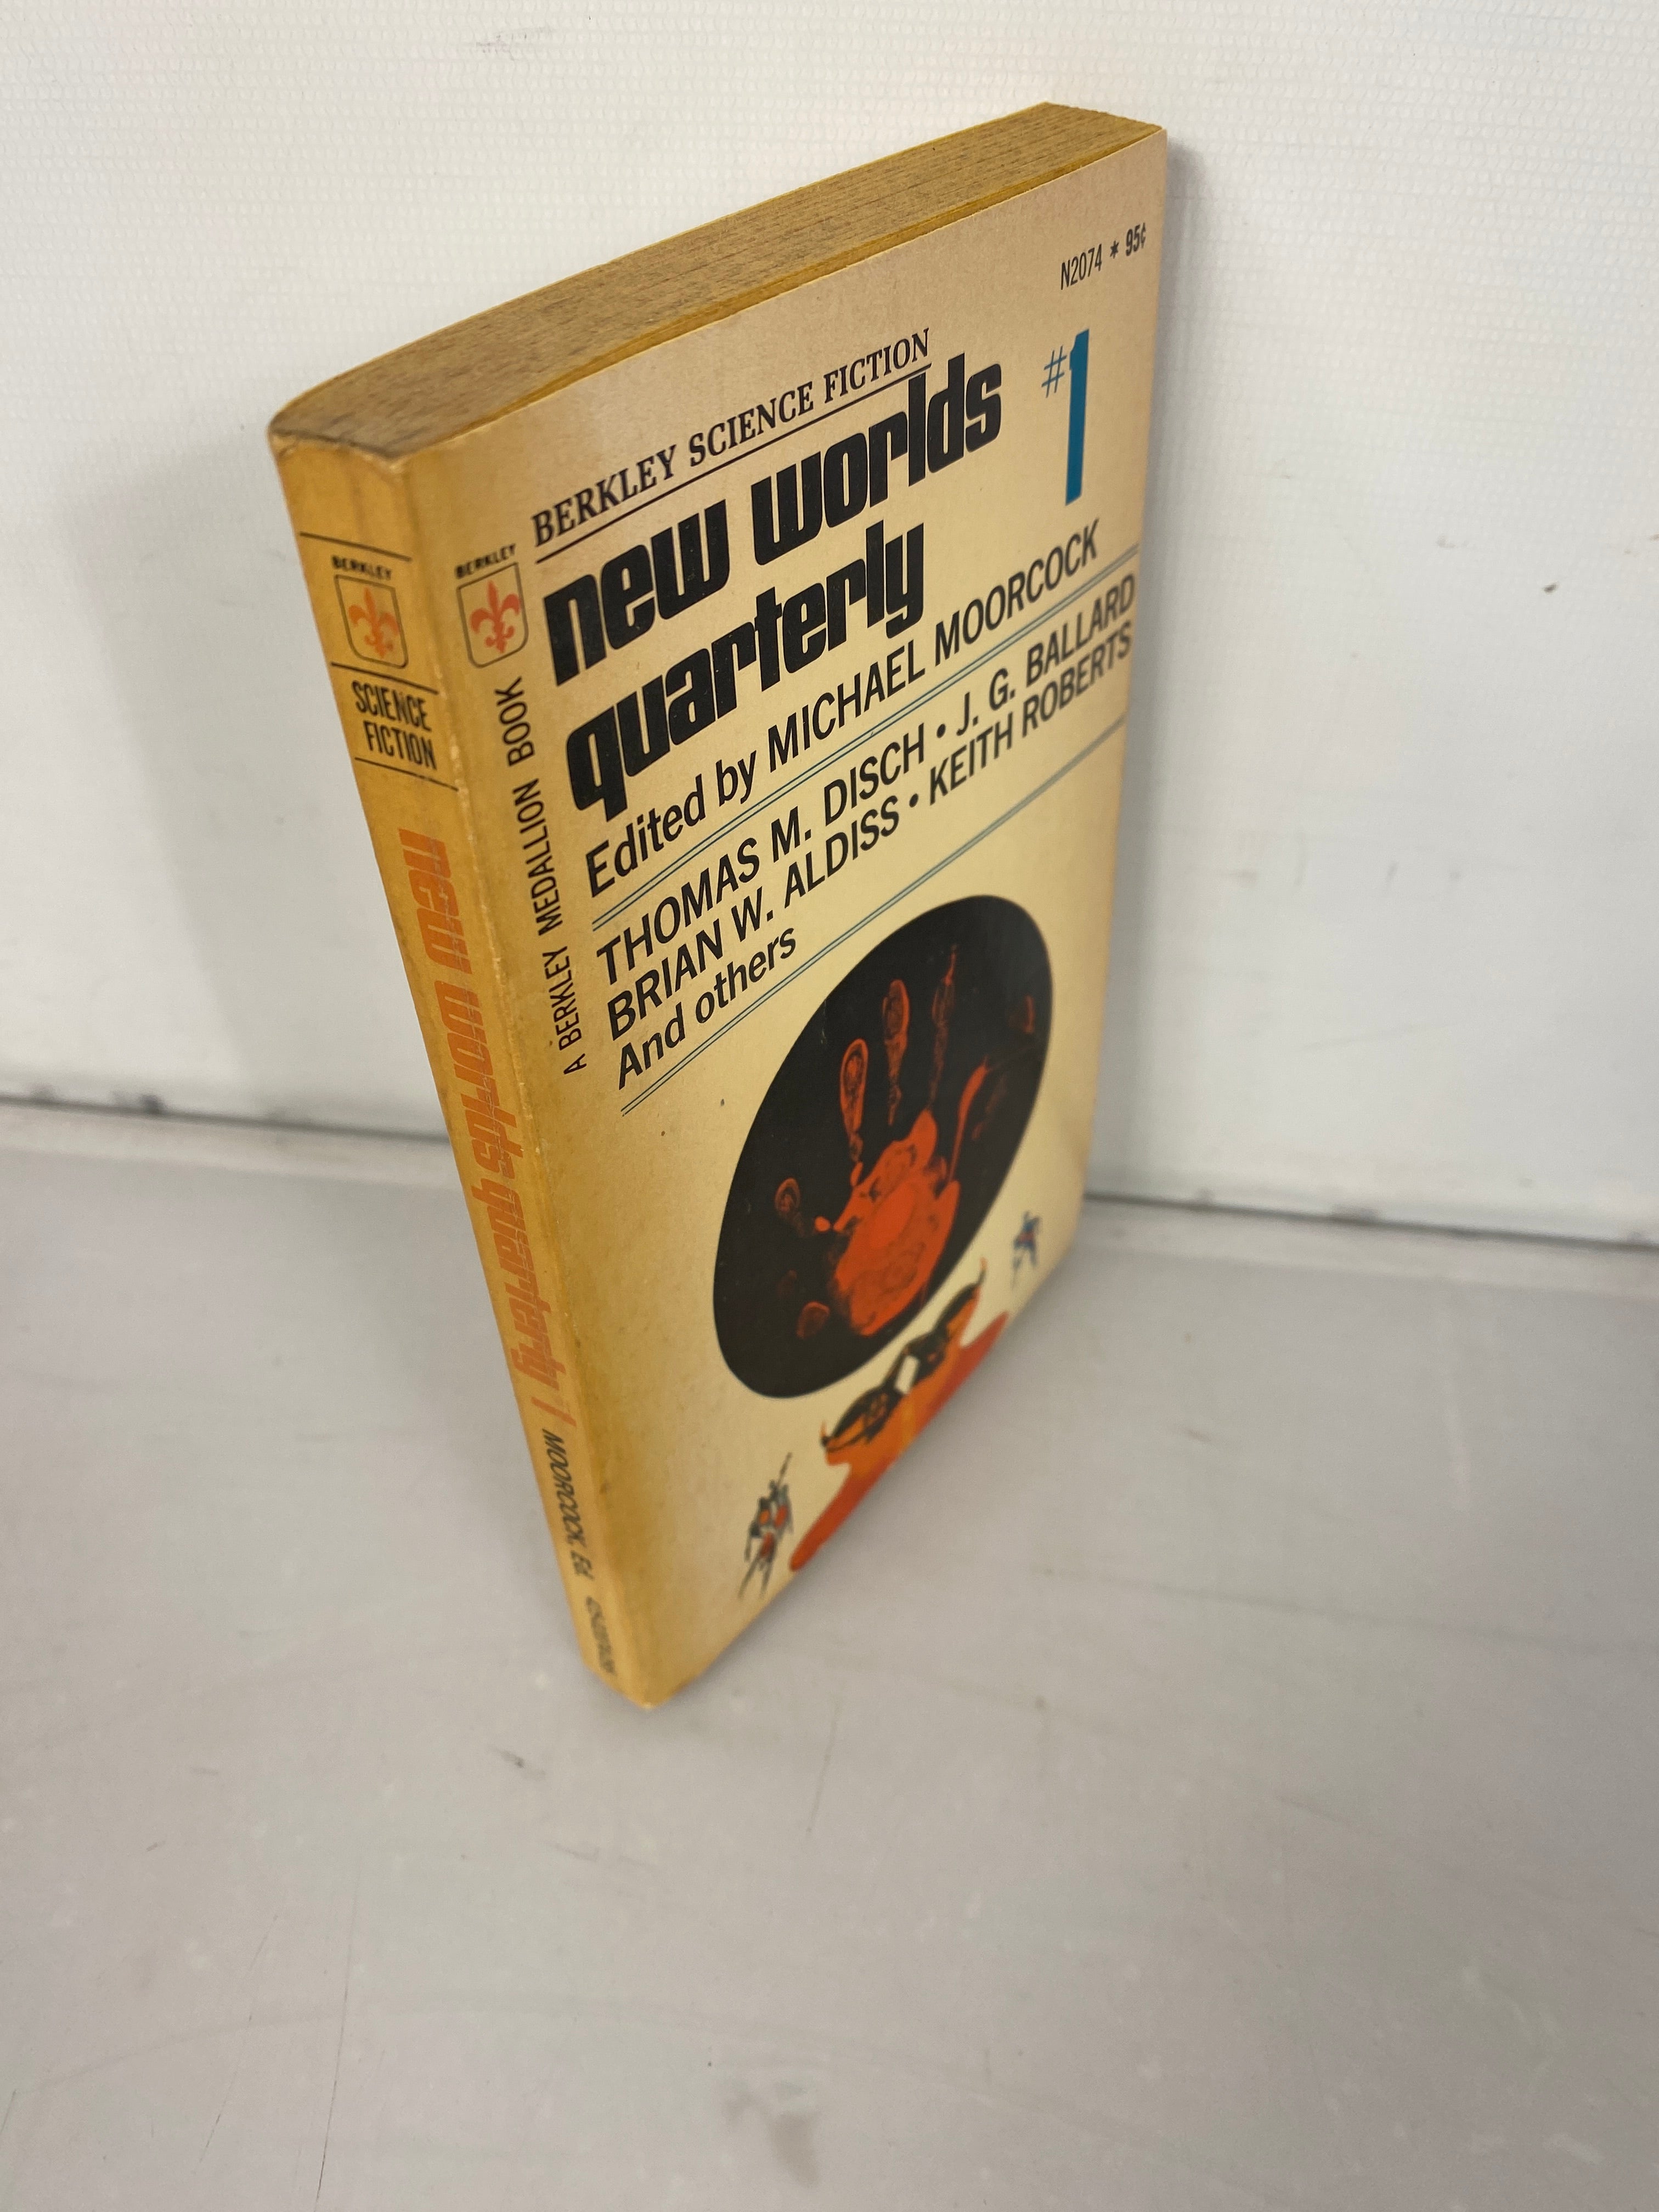 N2074 * 95¢
BERKLEY SCIENCE FICTION
new worlds
quarterly
#1
Edited by MICHAEL MOORCOCK
THOMAS M. DISCH • J. G. BALLARD
BRIAN W. ALDISS • KEITH ROBERTS
And others
BERKLEY
A BERKLEY MEDALLION BOOK
BERKLEY
SCIENCE
FICTION
new worlds quarterly 1 MOORCOCK, Ed.